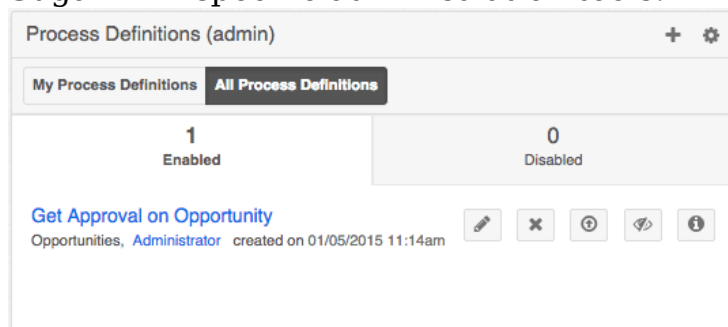 Process Definitions (admin)
My Process Definitions All Process Definitions
1 0
Enabled Disabled
Get Approval on Opportunity
Opportunities, Administrator created on 01/05/2015 11:14am